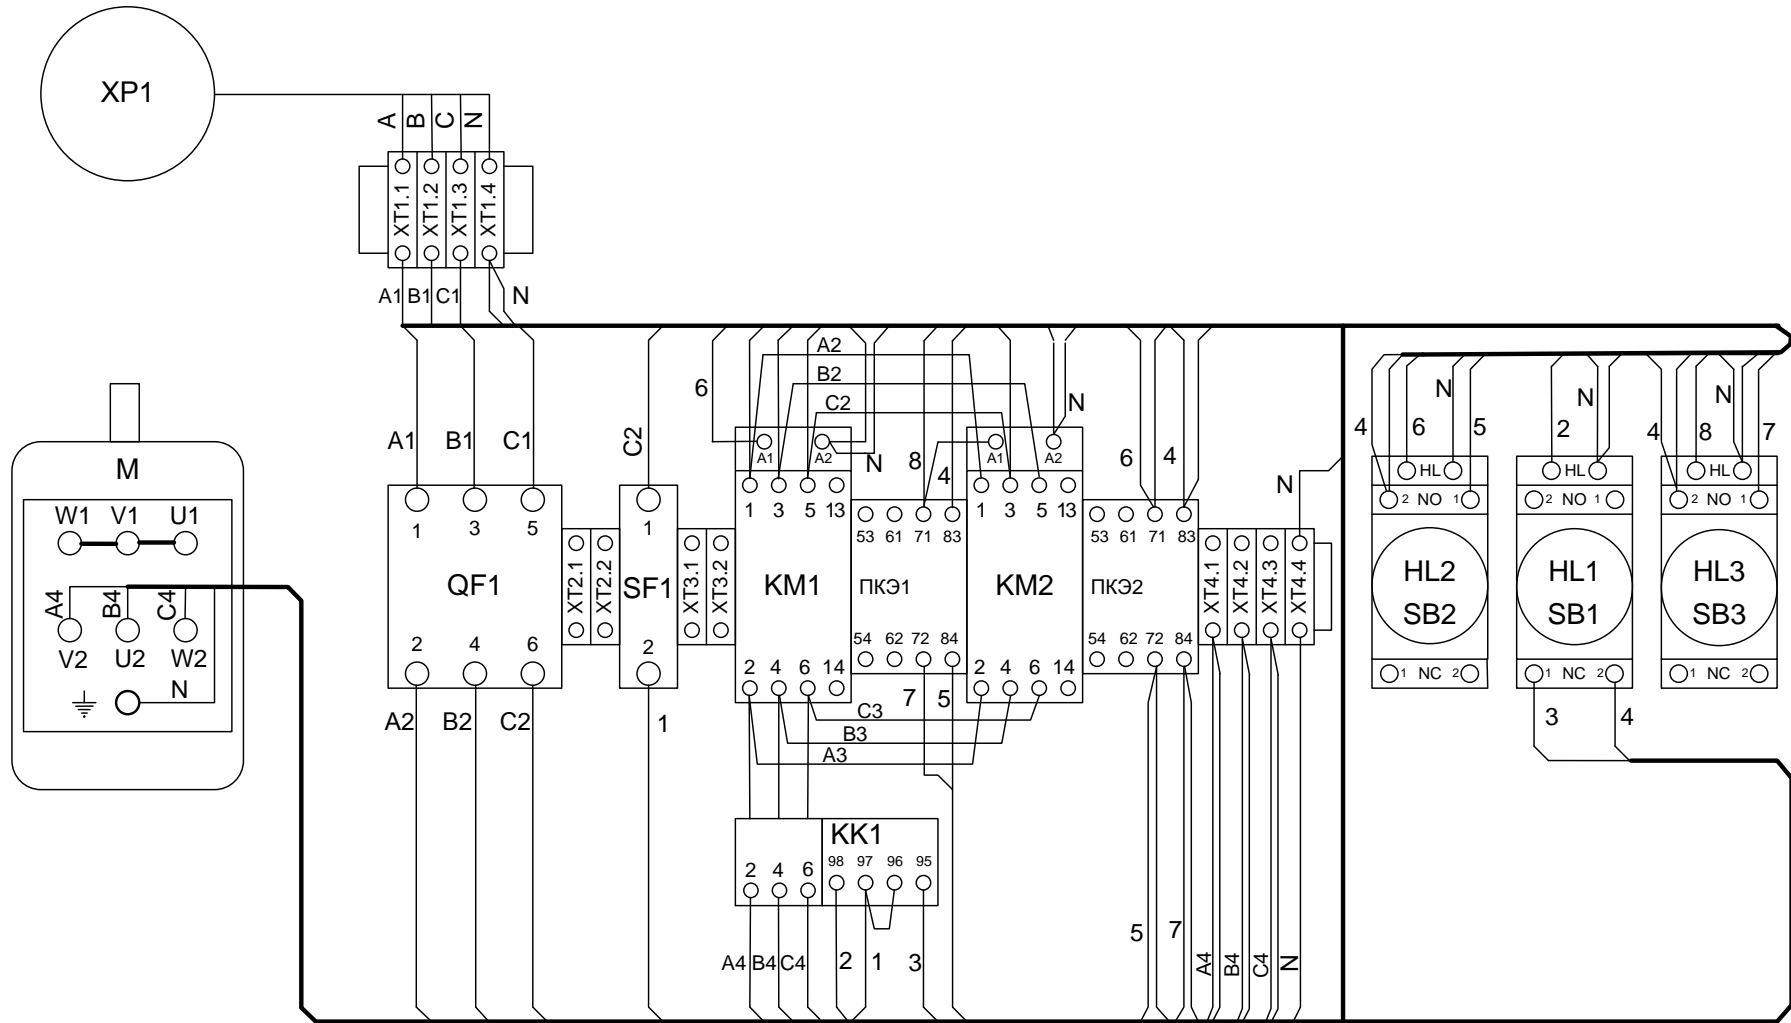 XP1
A B C N
XT1.1 XT1.2 XT1.3 XT1.4
A1 B1 C1 N
A2
B2
C2
6 N
A1 B1 C1 C2
A1 A2 N 8 4 A1 A2 6 4 N
4 6 N 5 2 N 4 8 N 7
HL HL HL
2 NO 1 2 NO 1 2 NO 1
M
W1 V1 U1
A4 B4 C4
V2 U2 W2
N
1 3 5
QF1
2 4 6
XT2.1 XT2.2
1
SF1
2
XT3.1 XT3.2
1 3 5 13
KM1
2 4 6 14
53 61 71 83
ПКЭ1
54 62 72 84
1 3 5 13
KM2
2 4 6 14
53 61 71 83
ПКЭ2
54 62 72 84
XT4.1 XT4.2 XT4.3 XT4.4
HL2 HL1 HL3
SB2 SB1 SB3
1 NC 2 1 NC 2 1 NC 2
3 4
A2 B2 C2 1
7 5
C3
B3
A3
KK1
2 4 6 98 97 96 95
A4 B4 C4 2 1 3
5 7 A4 B4 C4 N